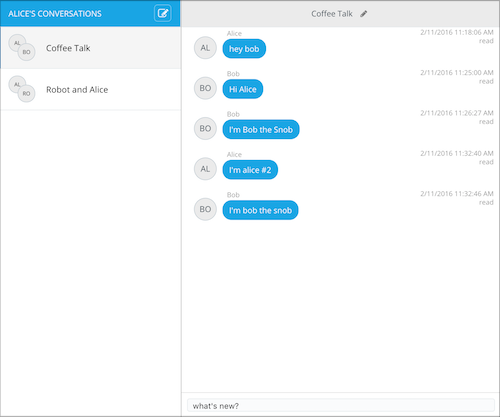 ALICE'S CONVERSATIONS
AL
BO
Coffee Talk
AL
RO
Robot and Alice
Coffee Talk
Alice
2/11/2016 11:18:06 AM
read
AL
hey bob
Bob
2/11/2016 11:25:00 AM
read
BO
Hi Alice
Bob
2/11/2016 11:26:27 AM
read
BO
I'm Bob the Snob
Alice
2/11/2016 11:32:40 AM
read
AL
I'm alice #2
Bob
2/11/2016 11:32:46 AM
read
BO
I'm bob the snob
what's new?